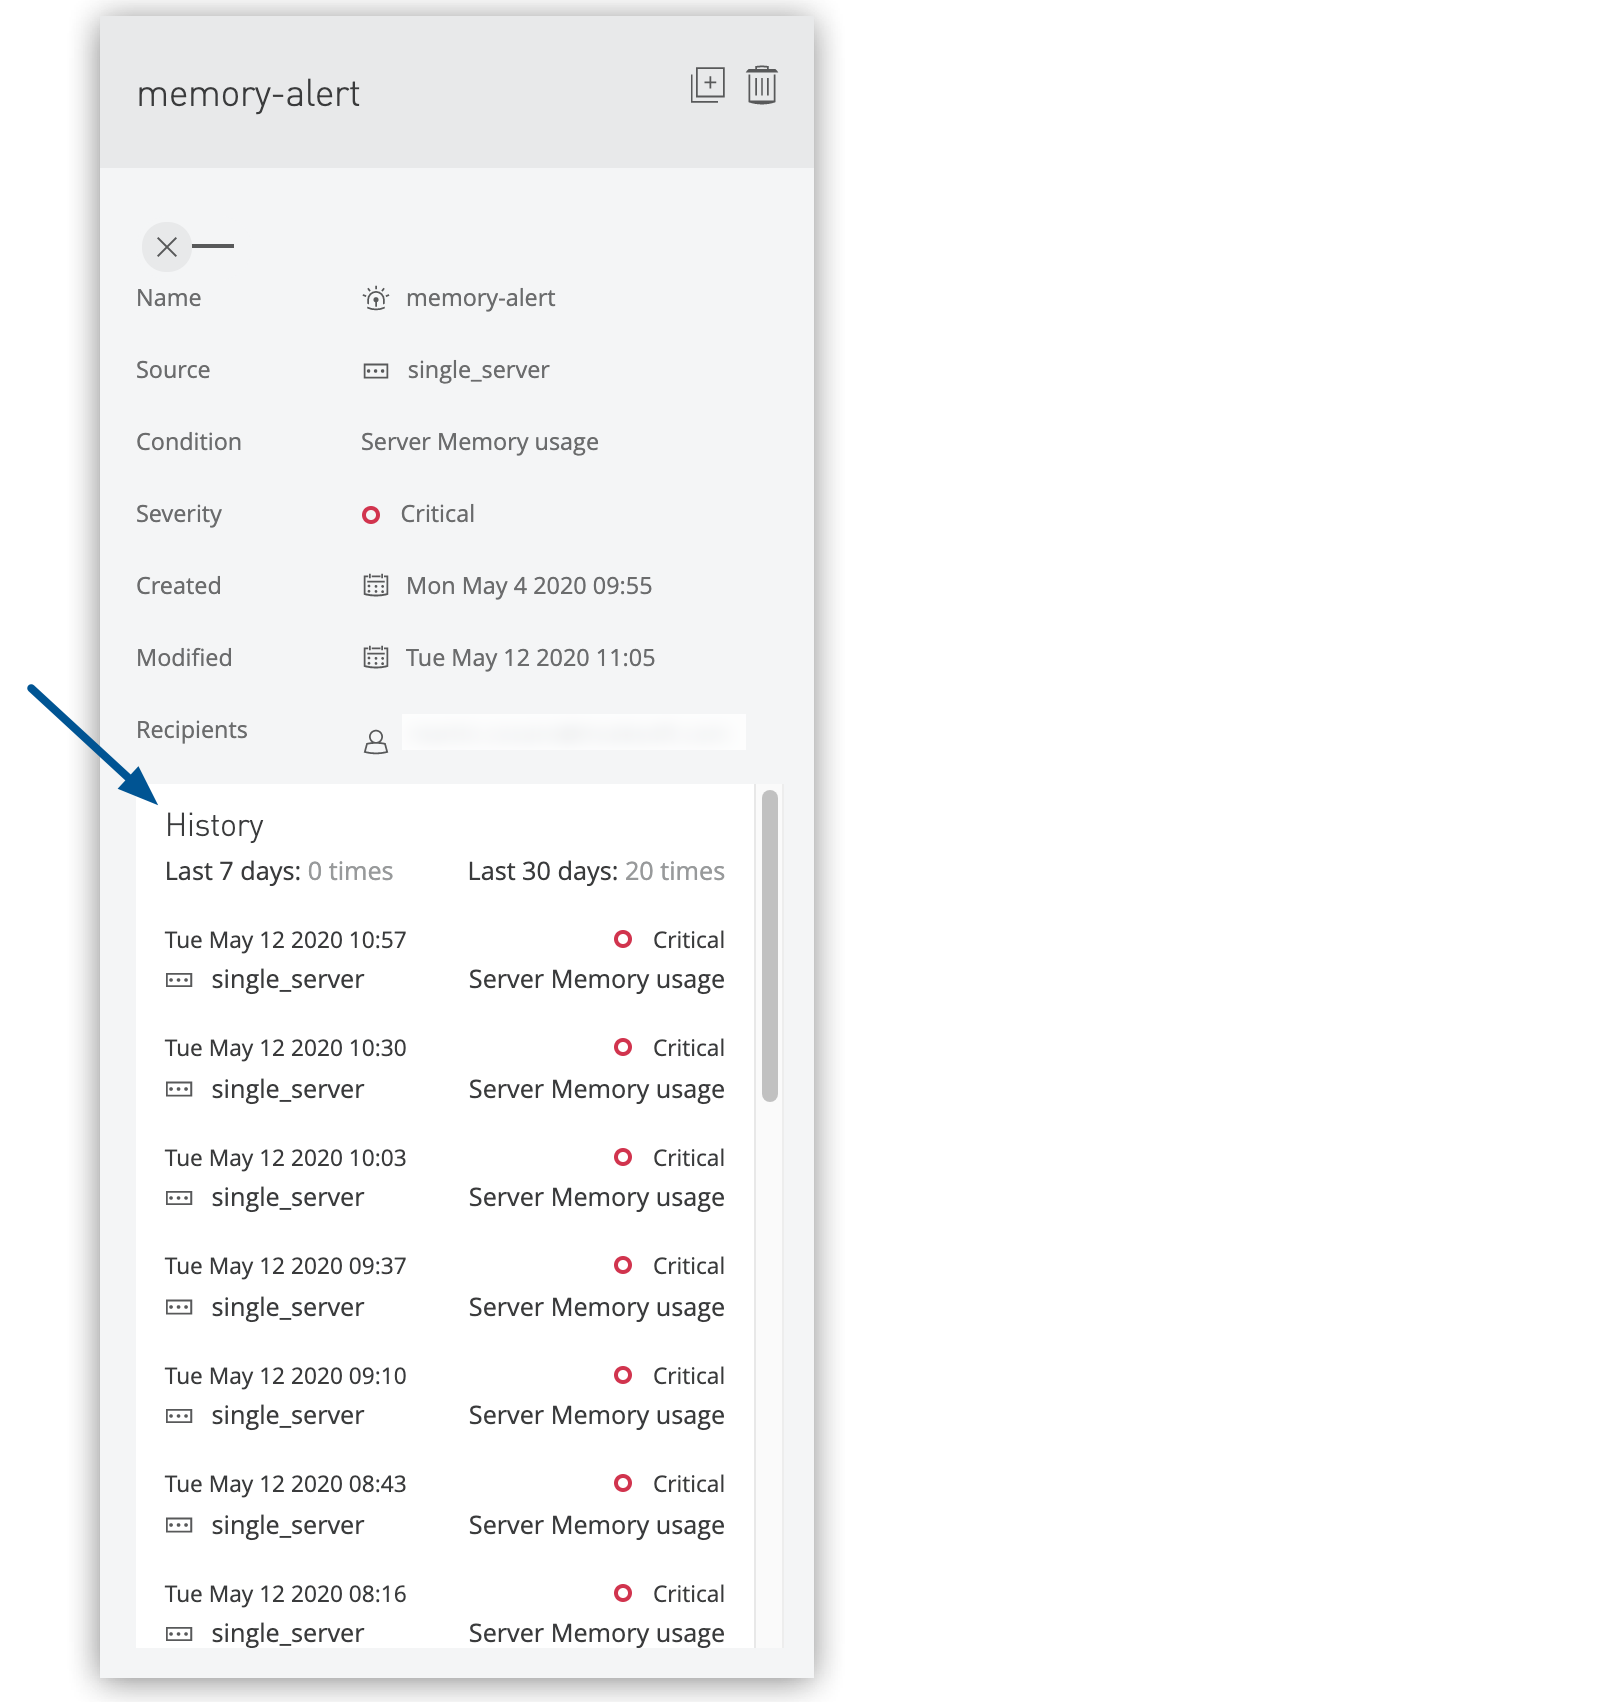 memory-alert
Name memory-alert
Source single_server
Condition Server Memory usage
Severity Critical
Created Mon May 4 2020 09:55
Modified Tue May 12 2020 11:05
Recipients
History
Last 7 days: 0 times Last 30 days: 20 times
Tue May 12 2020 10:57 Critical
single_server Server Memory usage
Tue May 12 2020 10:30 Critical
single_server Server Memory usage
Tue May 12 2020 10:03 Critical
single_server Server Memory usage
Tue May 12 2020 09:37 Critical
single_server Server Memory usage
Tue May 12 2020 09:10 Critical
single_server Server Memory usage
Tue May 12 2020 08:43 Critical
single_server Server Memory usage
Tue May 12 2020 08:16 Critical
single_server Server Memory usage